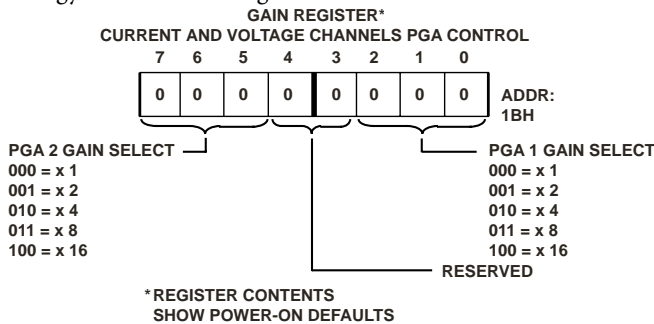 GAIN REGISTER*
CURRENT AND VOLTAGE CHANNELS PGA CONTROL
7 6 5 4 3 2 1 0
0 0 0 0 0 0 0 0
ADDR:
1BH
PGA 2 GAIN SELECT
000 = x 1
001 = x 2
010 = x 4
011 = x 8
100 = x 16
PGA 1 GAIN SELECT
000 = x 1
001 = x 2
010 = x 4
011 = x 8
100 = x 16
RESERVED
*REGISTER CONTENTS
SHOW POWER-ON DEFAULTS